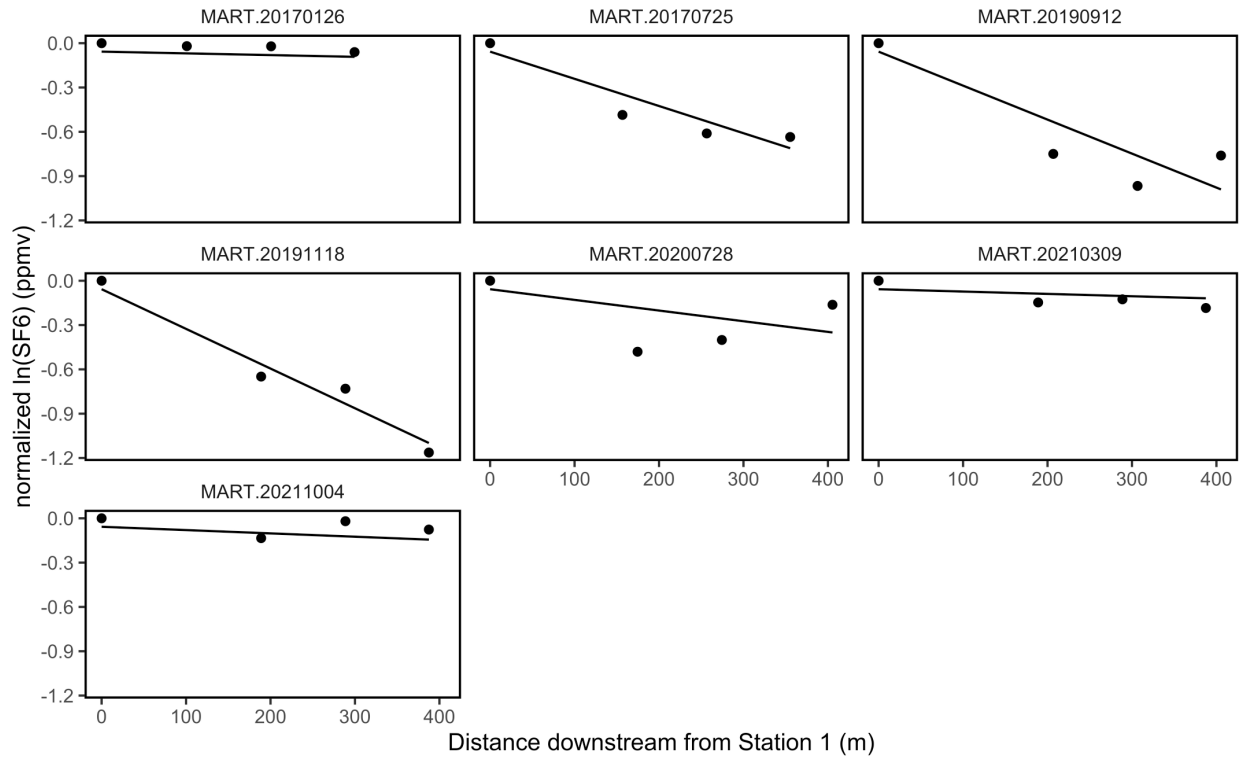 MART.20170126 MART.20170725 MART.20190912
0.0
-0.3
-0.6
-0.9
-1.2
MART.20191118 MART.20200728 MART.20210309
0.0
-0.3
-0.6
-0.9
-1.2
0 100 200 300 400 0 100 200 300 400
MART.20211004
0.0
-0.3
-0.6
-0.9
-1.2
0 100 200 300 400
normalized ln(SF6) (ppmv)
Distance downstream from Station 1 (m)